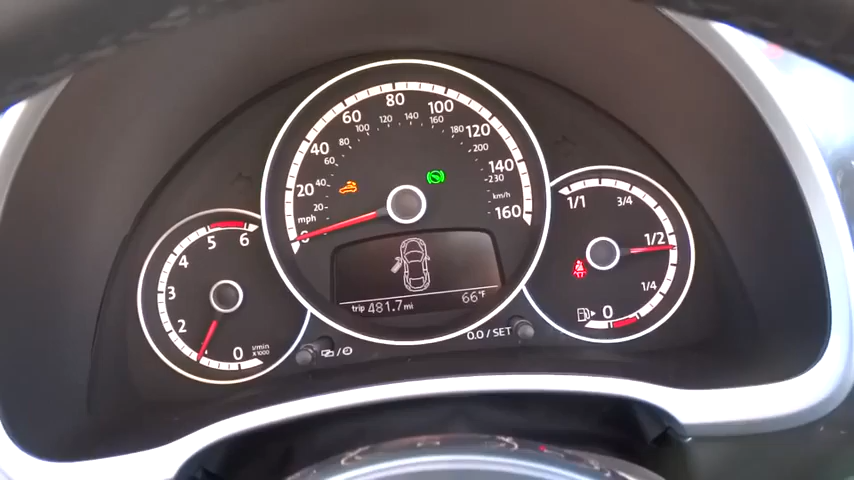 20 40 60 80 100 120 140 160
mph
20 40 60 80 100 120 140 160 180 200 230
km/h
0 2 3 4 5 6
1/min
x1000
1/1 3/4 1/2 1/4 0
trip 481.7 mi 66°F
0.0 / SET